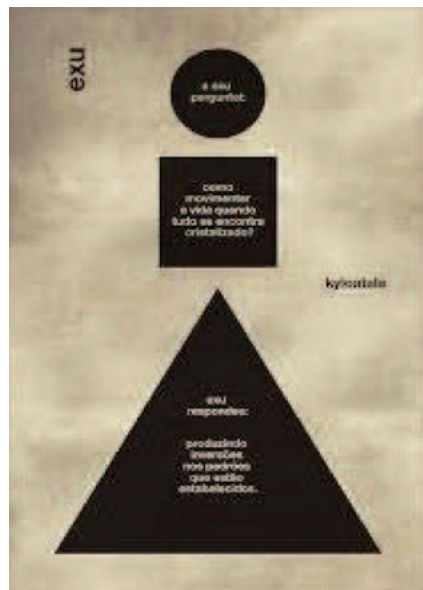 exu
a exu
perguntei:
como
movimentar
a vida quando
tudo se encontra
cristalizado?
exu
respondeu:
produzindo
inversões
nos padrões
que estão
estabelecidos.